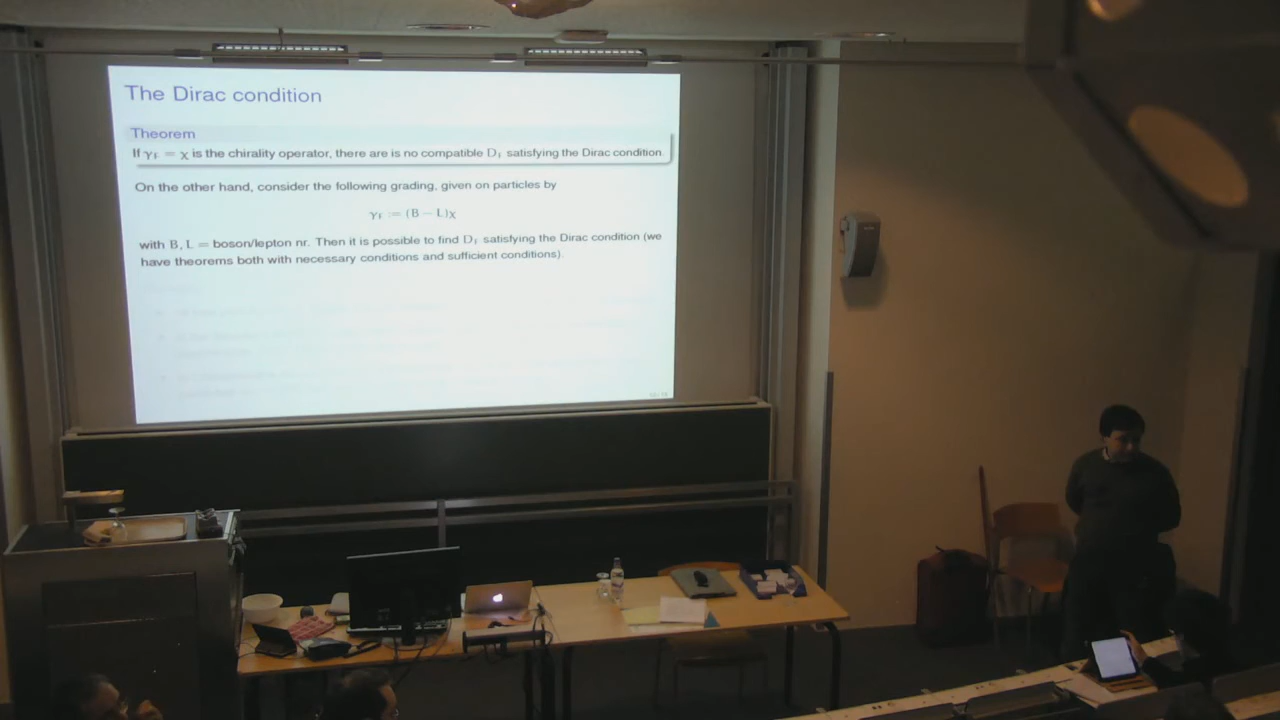 The Dirac condition
Theorem
If γF = χ is the chirality operator, there are is no compatible DF satisfying the Dirac condition.
On the other hand, consider the following grading, given on particles by
γF := (B − L)χ
with B, L = boson/lepton nr. Then it is possible to find DF satisfying the Dirac condition (we
have theorems both with necessary conditions and sufficient conditions).